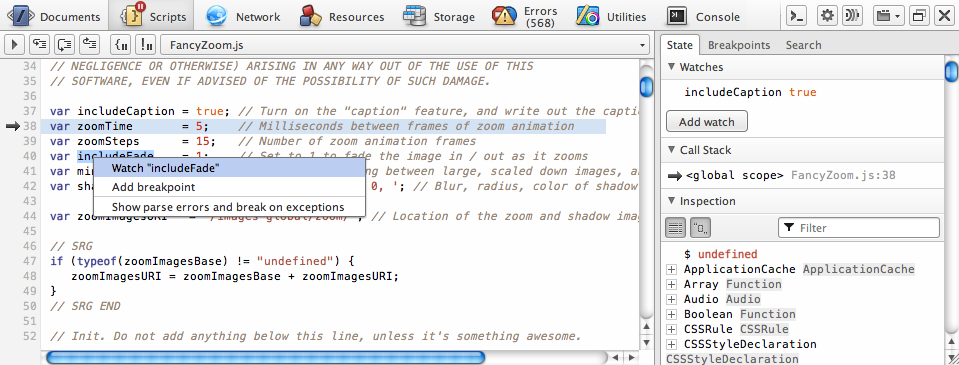 Documents Scripts Network Resources Storage Errors (568) Utilities Console
FancyZoom.js
State Breakpoints Search
34 // NEGLIGENCE OR OTHERWISE) ARISING IN ANY WAY OUT OF THE USE OF THIS
35 // SOFTWARE, EVEN IF ADVISED OF THE POSSIBILITY OF SUCH DAMAGE.
36
37 var includeCaption = true; // Turn on the "caption" feature, and write out the captio
38 var zoomTime = 5; // Milliseconds between frames of zoom animation
39 var zoomSteps = 15; // Number of zoom animation frames
40 var includeFade = 1; // Set to 1 to fade the image in / out as it zooms
41 var min
between large, scaled down images, a
42 var sha
0, '; // Blur, radius, color of shadow
Watch "includeFade"
Add breakpoint
Show parse errors and break on exceptions
44 var zoomImagesURI = '/images-global/zoom/'; // Location of the zoom and shadow imag
45
46 // SRG
47 if (typeof(zoomImagesBase) != "undefined") {
48 zoomImagesURI = zoomImagesBase + zoomImagesURI;
49 }
50 // SRG END
51
52 // Init. Do not add anything below this line, unless it's something awesome.
Watches
includeCaption true
Add watch
Call Stack
<global scope> FancyZoom.js:38
Inspection
"o,,
Filter
$ undefined
ApplicationCache ApplicationCache
Array Function
Audio Audio
Boolean Function
CSSRule CSSRule
CSSStyleDeclaration
CSSStyleDeclaration